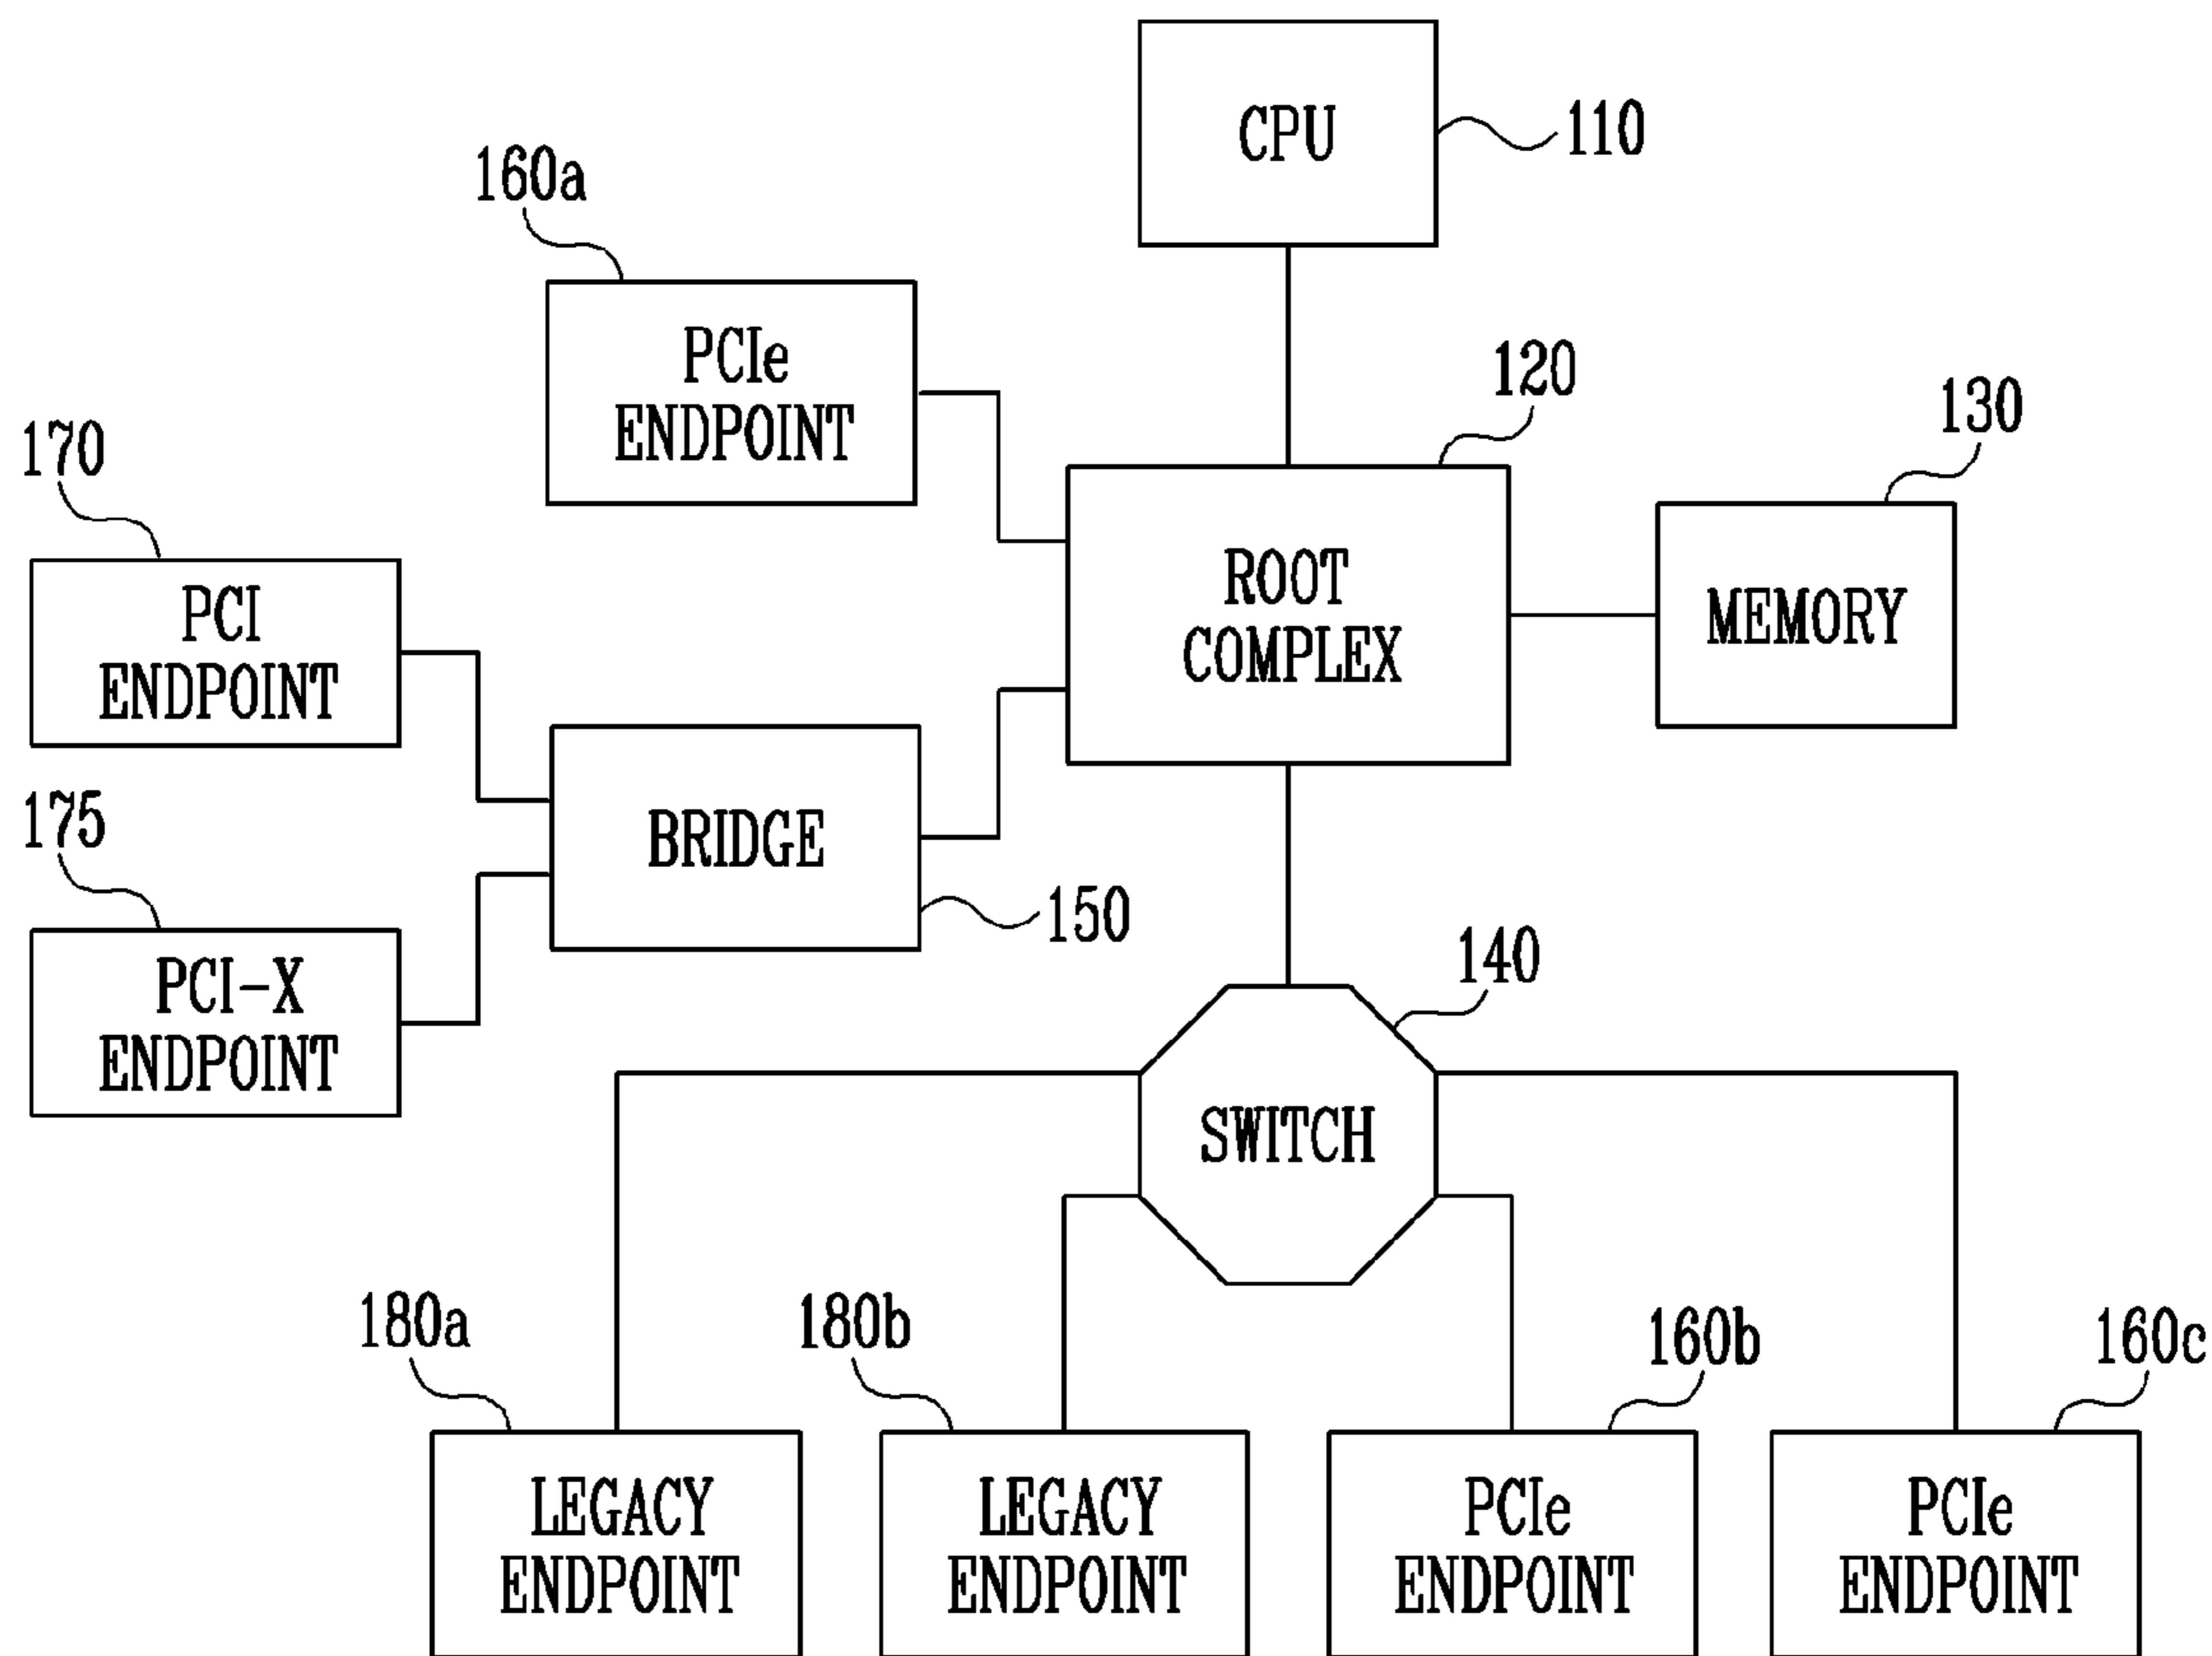 CPU
110
160a
PCIe
ENDPOINT
120
130
170
ROOT
COMPLEX
MEMORY
PCI
ENDPOINT
175
BRIDGE
150
140
PCI-X
ENDPOINT
SWITCH
180a
180b
160b
160c
LEGACY
ENDPOINT
LEGACY
ENDPOINT
PCIe
ENDPOINT
PCIe
ENDPOINT